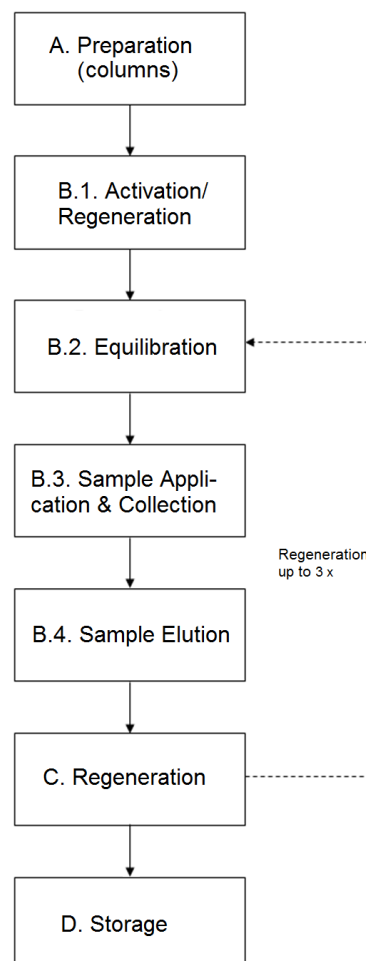 A. Preparation
(columns)
B.1. Activation/
Regeneration
B.2. Equilibration
B.3. Sample Appli-
cation & Collection
Regeneration
up to 3 x
B.4. Sample Elution
C. Regeneration
D. Storage